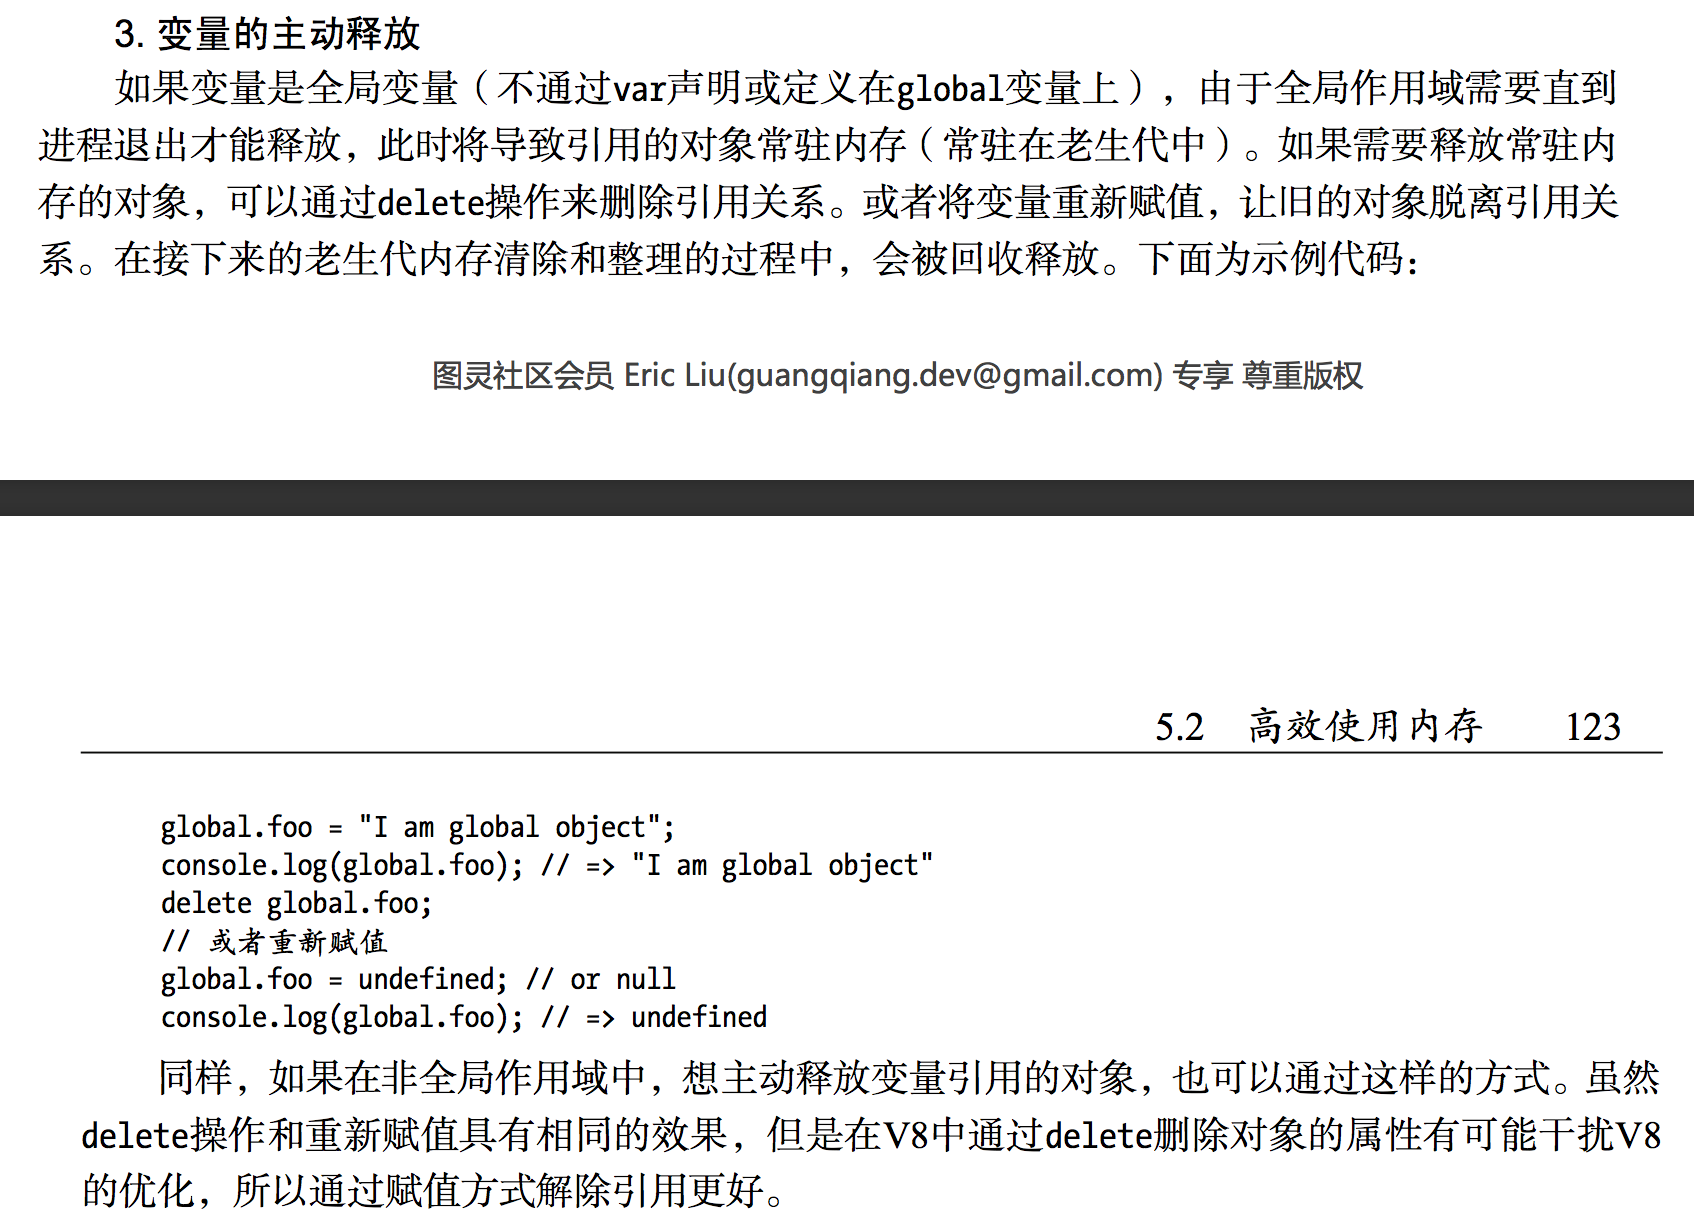 3. 变量的主动释放
如果变量是全局变量（不通过var声明或定义在global变量上），由于全局作用域需要直到
进程退出才能释放，此时将导致引用的对象常驻内存（常驻在老生代中）。如果需要释放常驻内
存的对象，可以通过delete操作来删除引用关系。或者将变量重新赋值，让旧的对象脱离引用关
系。在接下来的老生代内存清除和整理的过程中，会被回收释放。下面为示例代码：
图灵社区会员 Eric Liu(guangqiang.dev@gmail.com) 专享 尊重版权
5.2 高效使用内存 123
global.foo = "I am global object";
console.log(global.foo); // => "I am global object"
delete global.foo;
// 或者重新赋值
global.foo = undefined; // or null
console.log(global.foo); // => undefined
同样，如果在非全局作用域中，想主动释放变量引用的对象，也可以通过这样的方式。虽然
delete操作和重新赋值具有相同的效果，但是在V8中通过delete删除对象的属性有可能干扰V8
的优化，所以通过赋值方式解除引用更好。